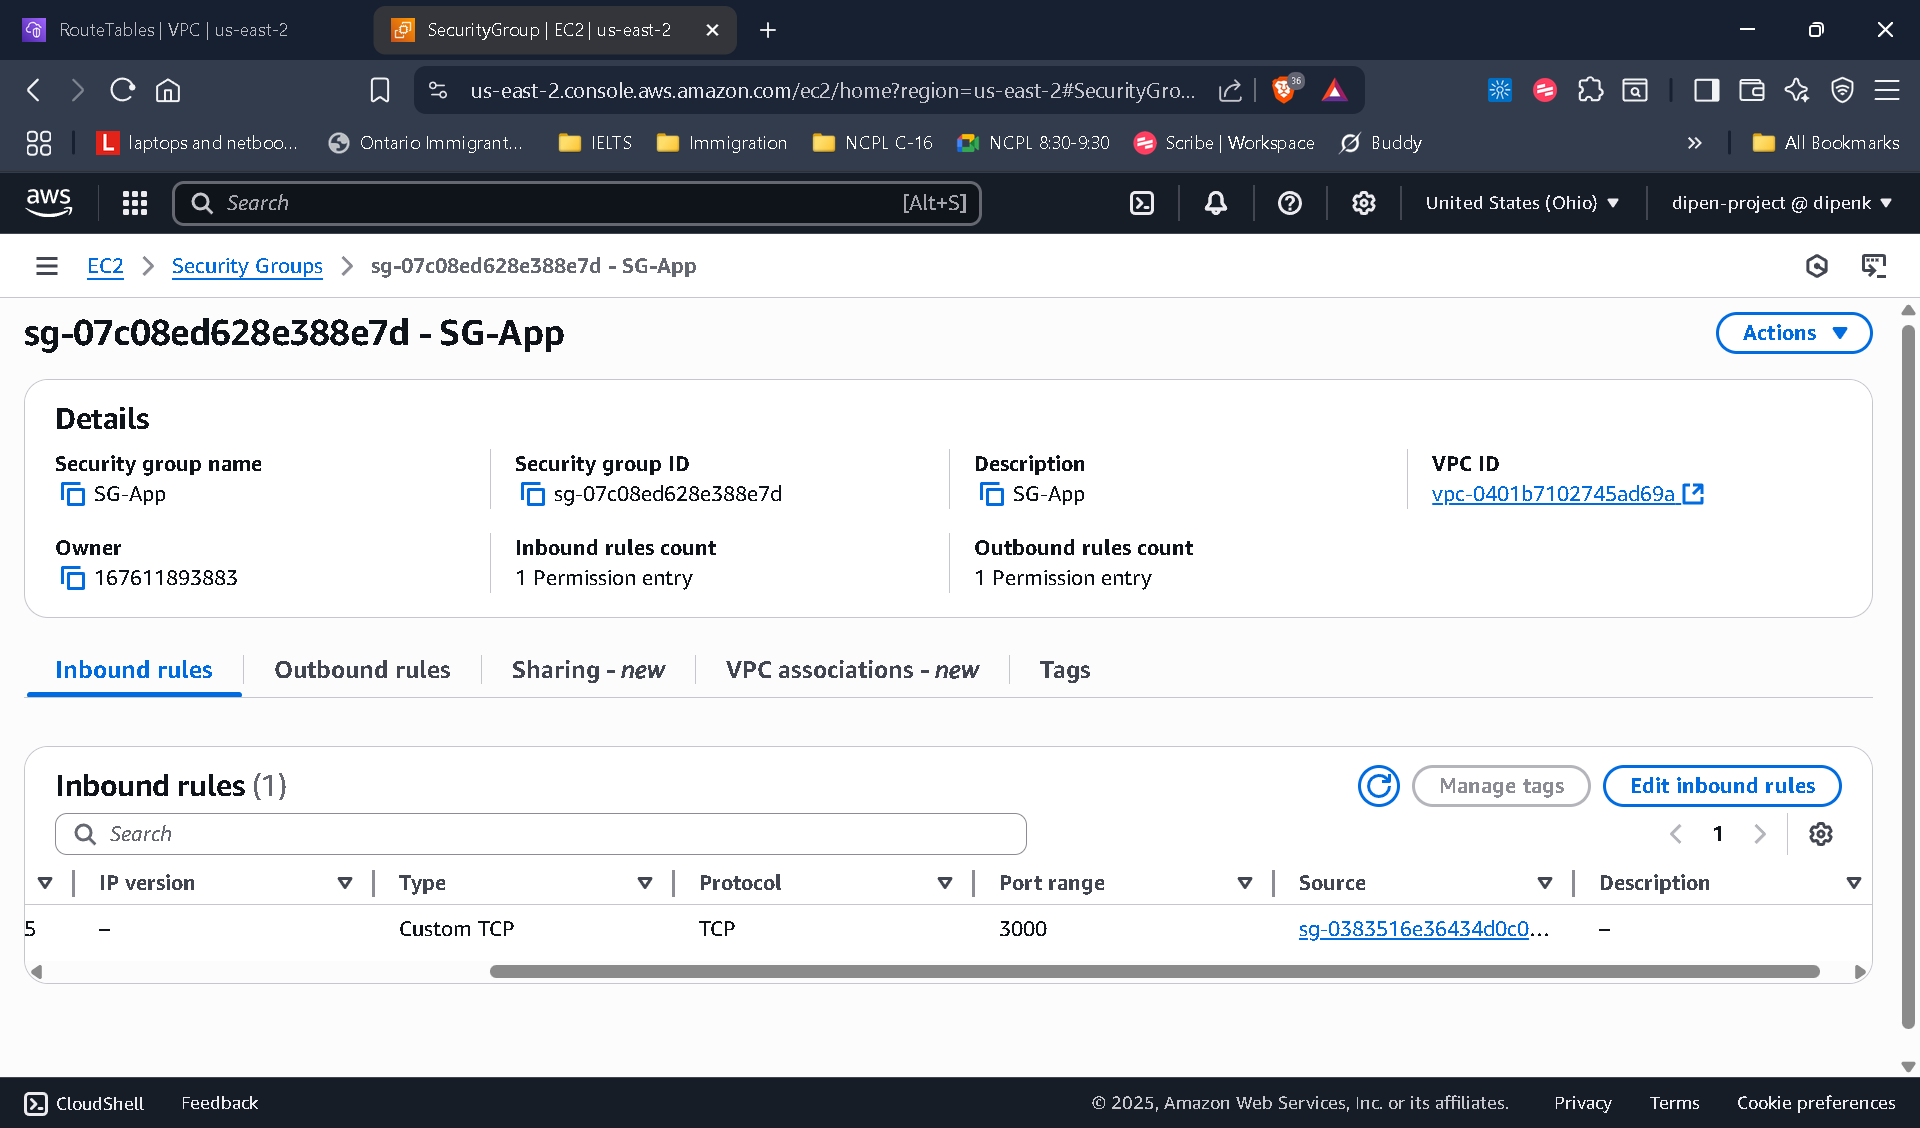 RouteTables | VPC | us-east-2
SecurityGroup | EC2 | us-east-2
us-east-2.console.aws.amazon.com/ec2/home?region=us-east-2#SecurityGro...
36
L laptops and netboo...
Ontario Immigrant...
IELTS
Immigration
NCPL C-16
NCPL 8:30-9:30
Scribe | Workspace
Buddy
All Bookmarks
aws
Search
[Alt+S]
United States (Ohio)
dipen-project @ dipenk
EC2
Security Groups
sg-07c08ed628e388e7d - SG-App
sg-07c08ed628e388e7d - SG-App
Actions
Details
Security group name
SG-App
Security group ID
sg-07c08ed628e388e7d
Description
SG-App
VPC ID
vpc-0401b7102745ad69a
Owner
167611893883
Inbound rules count
1 Permission entry
Outbound rules count
1 Permission entry
Inbound rules
Outbound rules
Sharing - new
VPC associations - new
Tags
Inbound rules (1)
Manage tags
Edit inbound rules
Search
1
IP version Type Protocol Port range Source Description
5 – Custom TCP TCP 3000 sg-0383516e36434d0c0... –
CloudShell
Feedback
© 2025, Amazon Web Services, Inc. or its affiliates.
Privacy
Terms
Cookie preferences